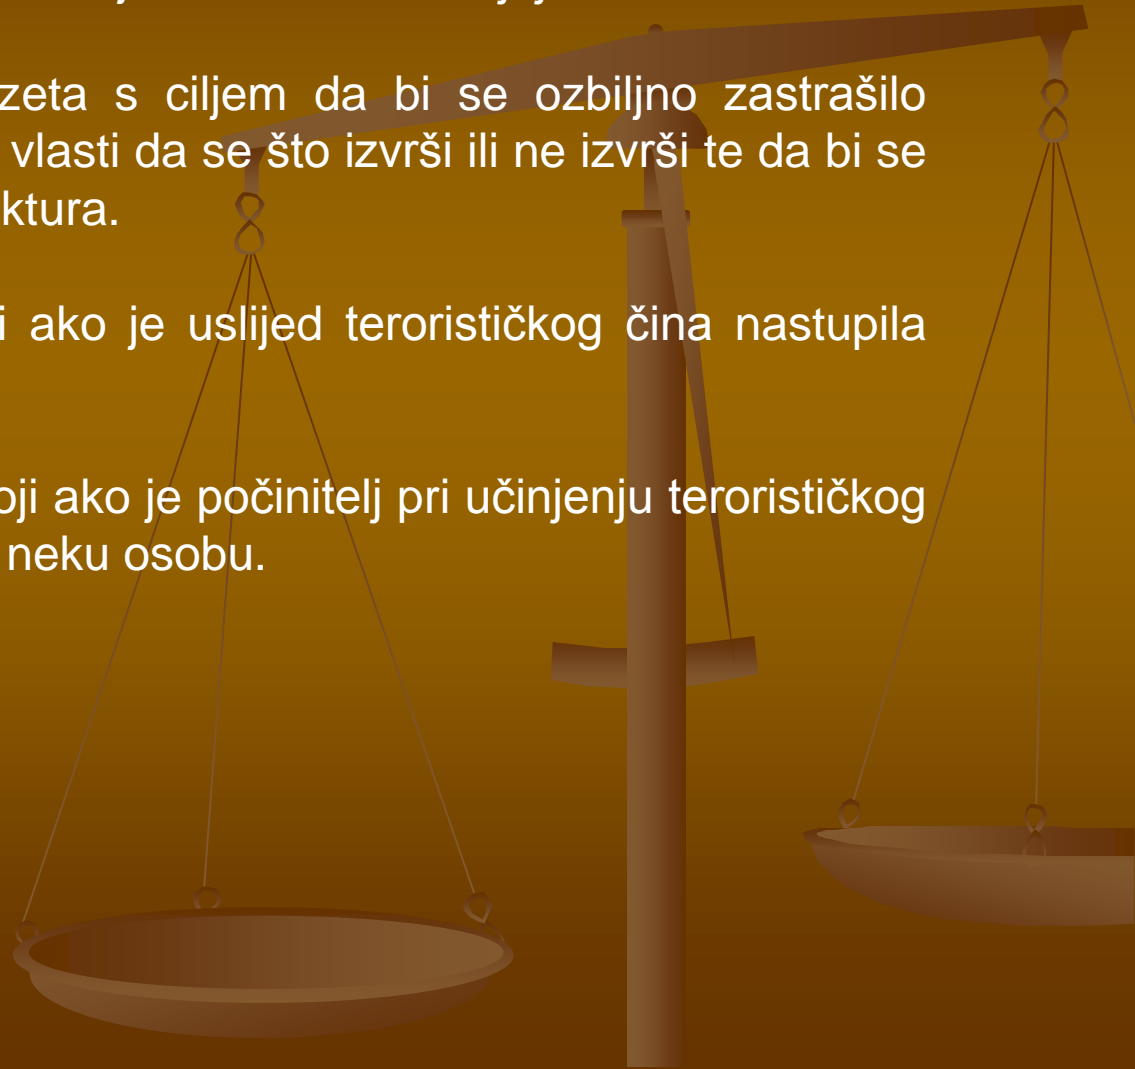 zeta s ciljem da bi se ozbiljno zastrašilo
vlasti da se što izvrši ili ne izvrši te da bi se
ktura.
i ako je uslijed terorističkog čina nastupila
oji ako je počinitelj pri učinjenju terorističkog
neku osobu.